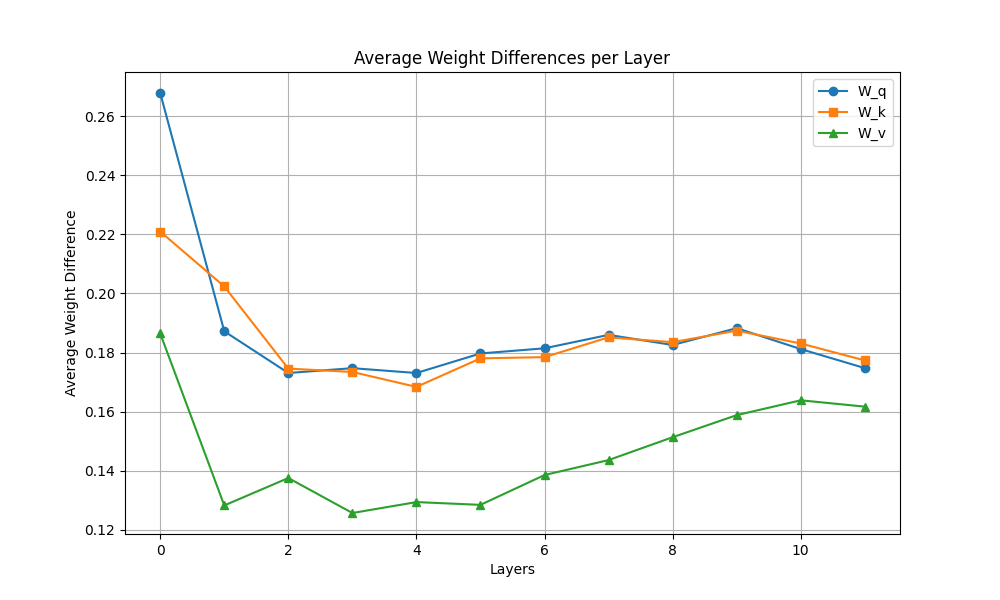 Average Weight Differences per Layer
W_q
W_k
W_v
Average Weight Difference
0.26
0.24
0.22
0.20
0.18
0.16
0.14
0.12
0 2 4 6 8 10
Layers